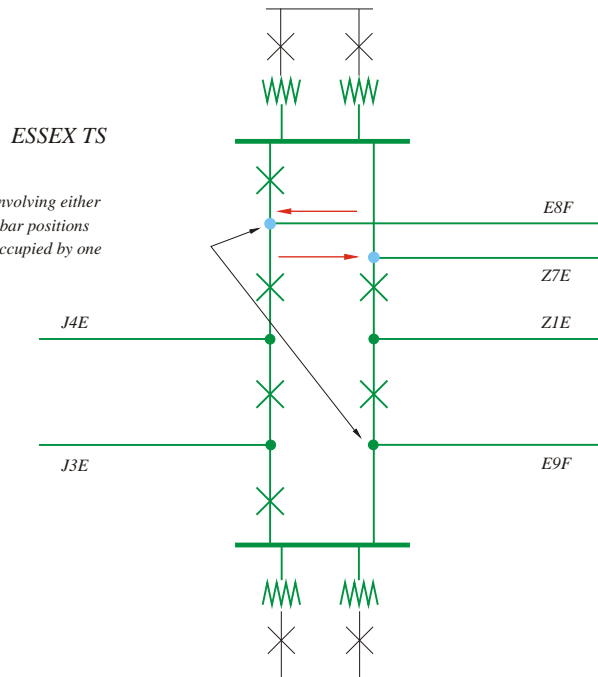 ESSEX TS
nvolving either
bar positions
ccupied by one
E8F
Z7E
J4E
Z1E
J3E
E9F